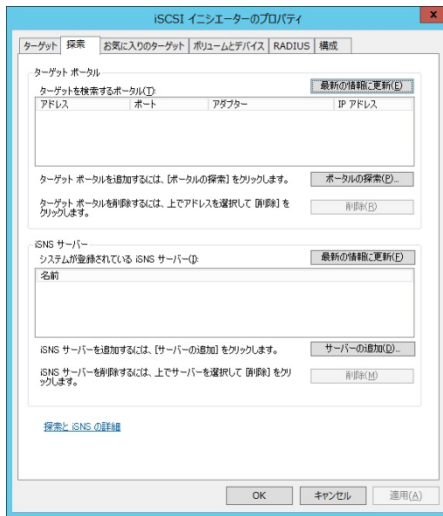 iSCSI イニシエーターのプロパティ
x
ターゲット 探索 お気に入りのターゲット ボリュームとデバイス RADIUS 構成
ターゲット ポータル
ターゲットを検索するポータル(T):
最新の情報に更新(E)
アドレス ポート アダプター IP アドレス
ターゲット ポータルを追加するには、[ポータルの探索] をクリックします。
ポータルの探索(P)...
ターゲット ポータルを削除するには、上でアドレスを選択して [削除] を
クリックします。
削除(R)
iSNS サーバー
システムが登録されている iSNS サーバー(I):
最新の情報に更新(F)
名前
iSNS サーバーを追加するには、[サーバーの追加] をクリックします。
サーバーの追加(D)...
iSNS サーバーを削除するには、上でサーバーを選択して [削除] をクリ
ックします。
削除(M)
探索と iSNS の詳細
OK キャンセル 適用(A)